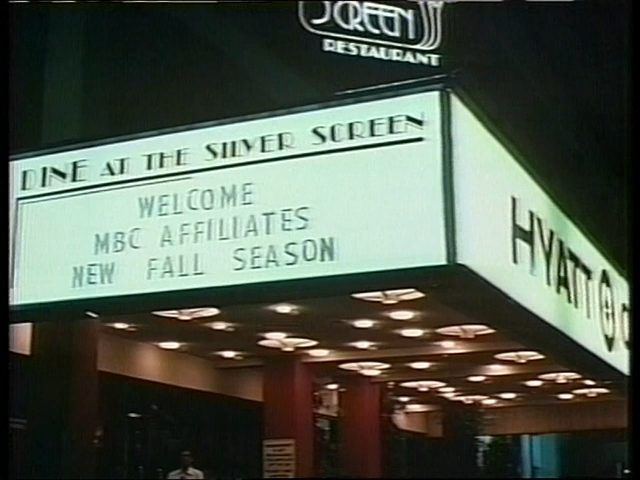 SCREEN
RESTAURANT
DINE AT THE SILVER SCREEN
WELCOME
MBC AFFILIATES
NEW FALL SEASON
HYATT